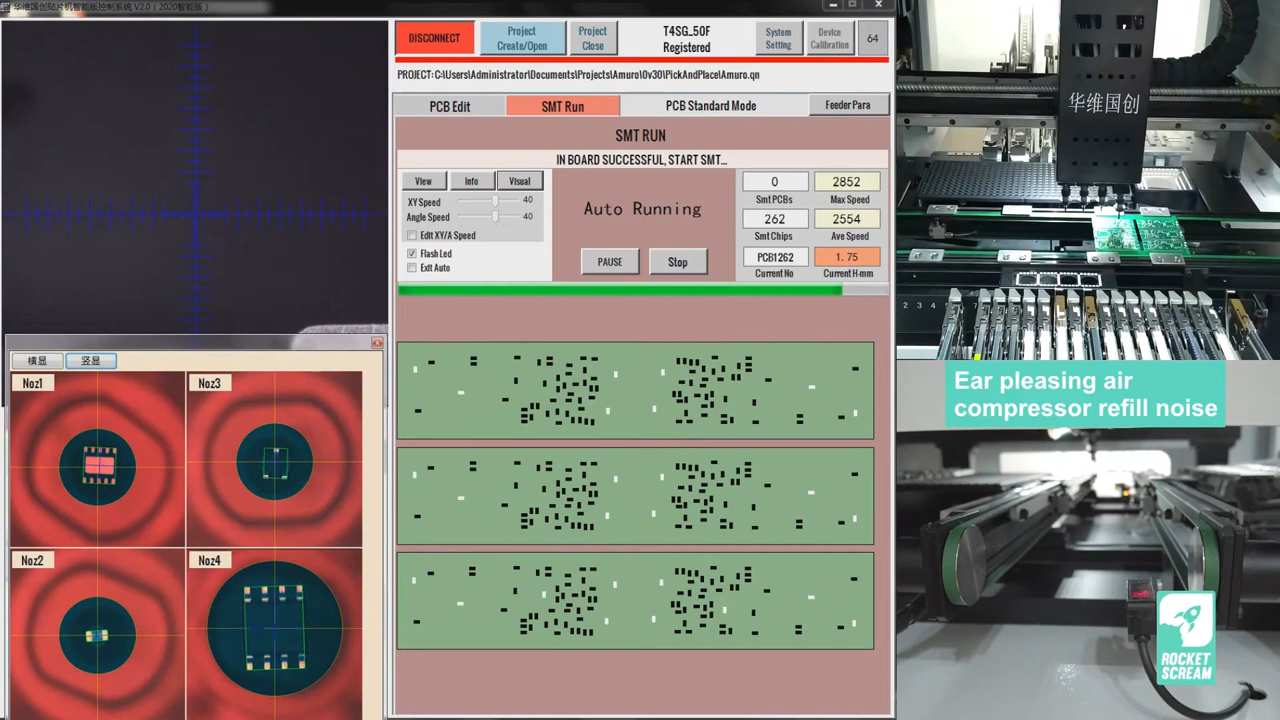 华维国创贴片机智能版控制系统 V2.0（2020智能版）
DISCONNECT
Project
Create/Open
Project
Close
T4SG_50F
Registered
System
Setting
Device
Calibration
64
PROJECT: C:\Users\Administrator\Documents\Projects\Amuro\0v30\PickAndPlace\Amuro.qn
PCB Edit
SMT Run
PCB Standard Mode
Feeder Para
SMT RUN
IN BOARD SUCCESSFUL, START SMT...
View
Info
Visual
XY Speed
40
Angle Speed
40
Edit XY/A Speed
Flash Led
Exit Auto
Auto Running
PAUSE
Stop
0
2852
Smt PCBs
Max Speed
262
2554
Smt Chips
Ave Speed
PCB1262
1.75
Current No
Current H-mm
横显
竖显
Noz1
Noz3
Noz2
Noz4
华维国创
2 3 4
Ear pleasing air
compressor refill noise
ROCKET
SCREAM